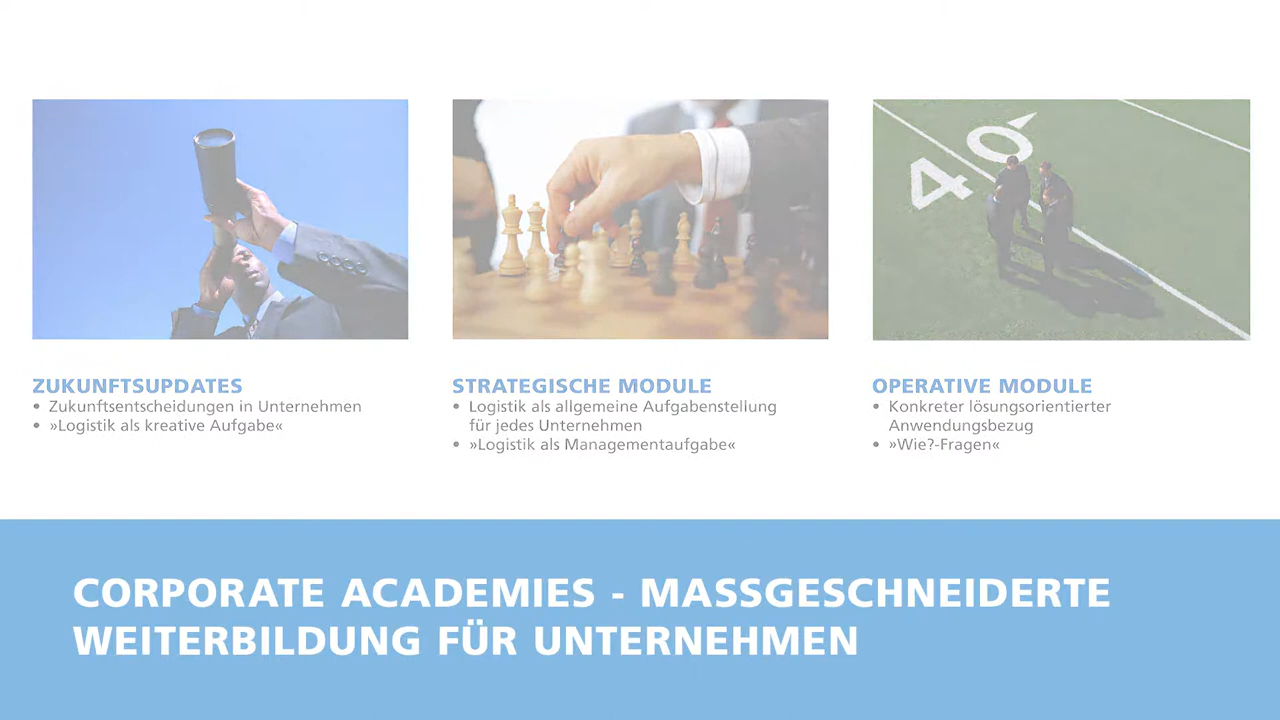 40
ZUKUNFTSUPDATES
• Zukunftsentscheidungen in Unternehmen
• »Logistik als kreative Aufgabe«
STRATEGISCHE MODULE
• Logistik als allgemeine Aufgabenstellung
für jedes Unternehmen
• »Logistik als Managementaufgabe«
OPERATIVE MODULE
• Konkreter lösungsorientierter
Anwendungsbezug
• »Wie?-Fragen«
CORPORATE ACADEMIES - MASSGESCHNEIDERTE
WEITERBILDUNG FÜR UNTERNEHMEN